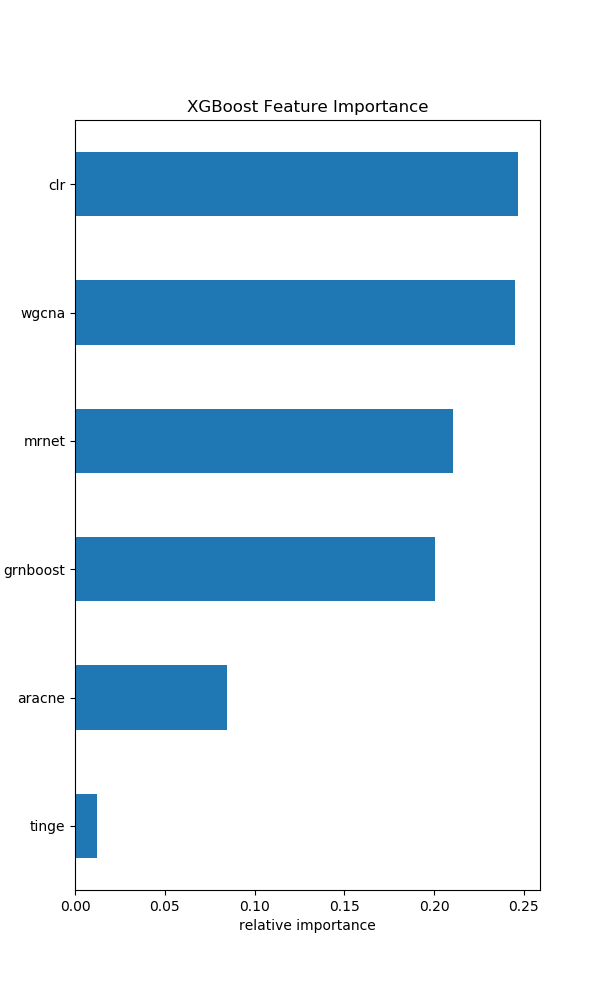 XGBoost Feature Importance
clr
wgcna
mrnet
grnboost
aracne
tinge
0.00 0.05 0.10 0.15 0.20 0.25
relative importance